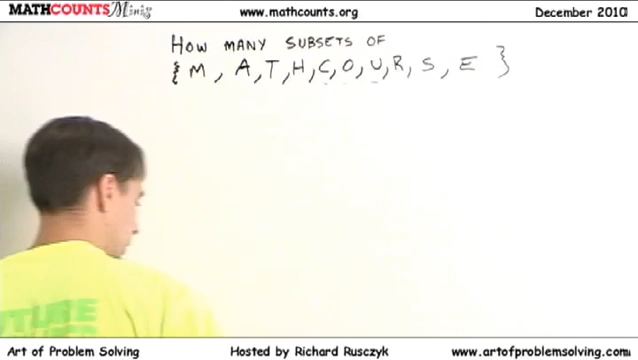 MATHCOUNTS Minis
www.mathcounts.org
December 2010
HOW MANY SUBSETS OF
{ M, A, T, H, C, O, U, R, S, E }
Art of Problem Solving
Hosted by Richard Rusczyk
www.artofproblemsolving.com